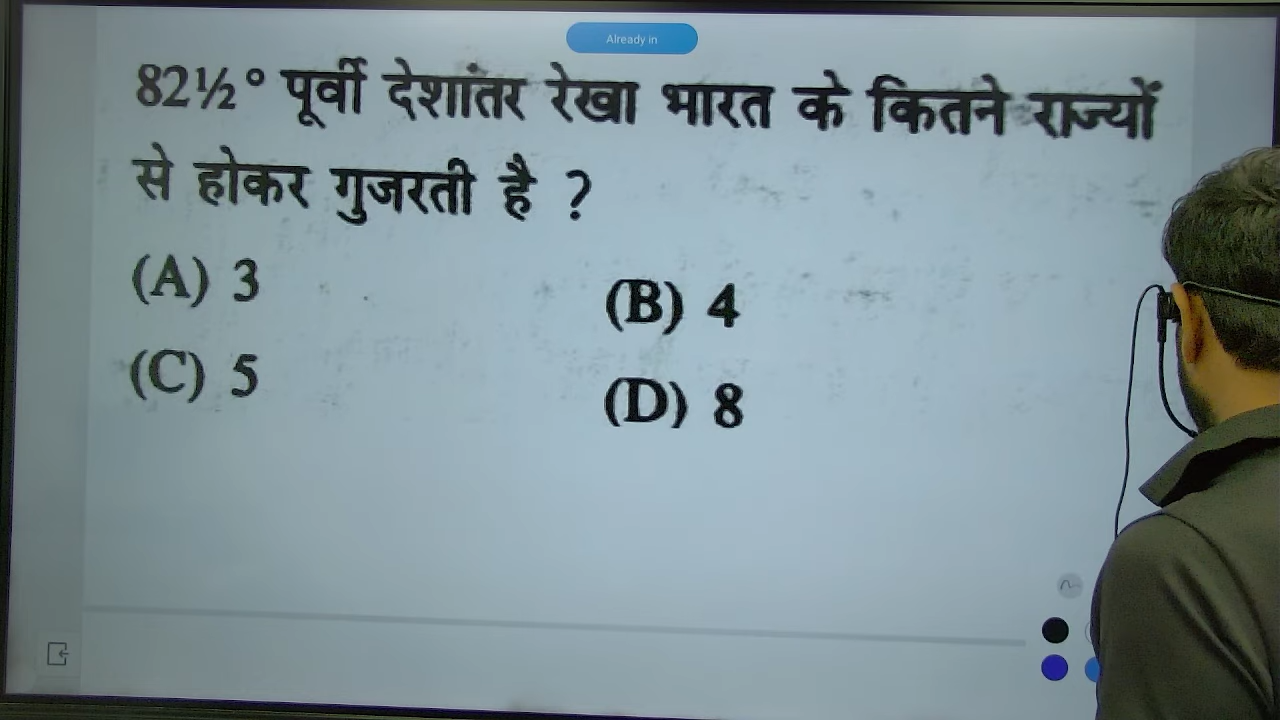 Already in
82½° पूर्वी देशांतर रेखा भारत के कितने राज्यों
से होकर गुजरती है ?
(A) 3
(B) 4
(C) 5
(D) 8